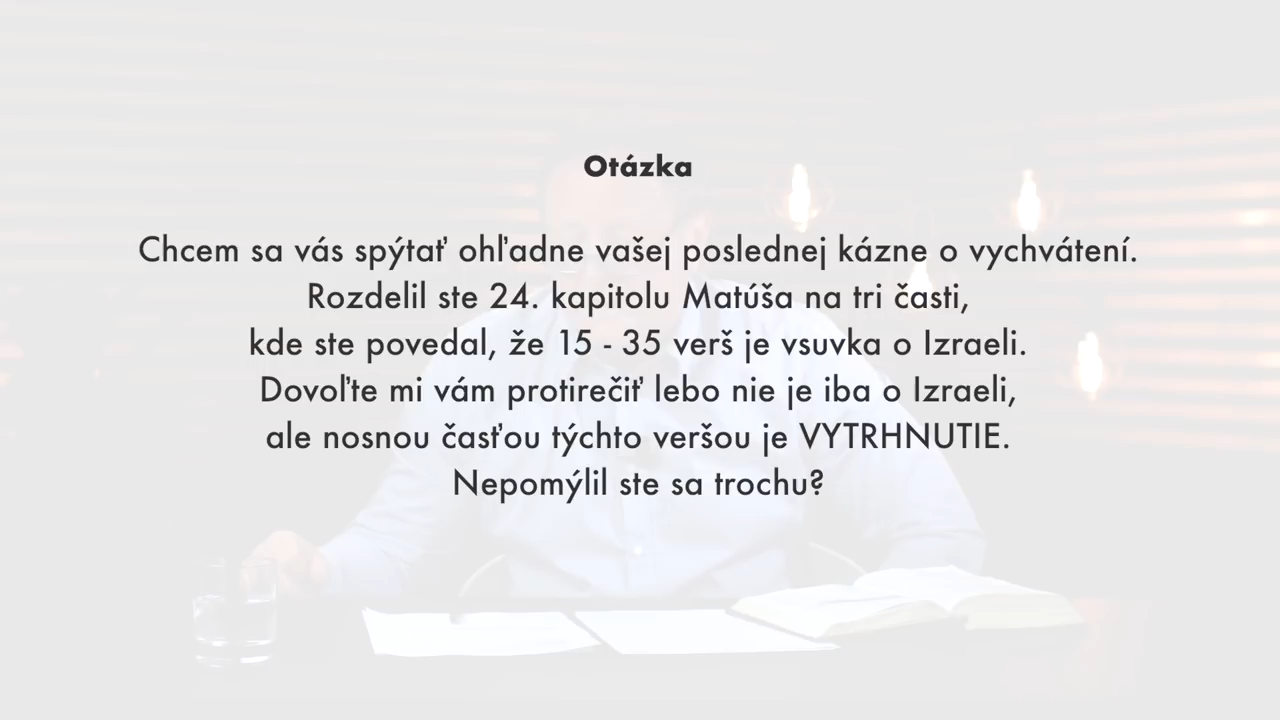 Otázka
Chcem sa vás spýtať ohľadne vašej poslednej kázne o vychvátení.
Rozdelil ste 24. kapitolu Matúša na tri časti,
kde ste povedal, že 15 - 35 verš je vsuvka o Izraeli.
Dovoľte mi vám protirečiť lebo nie je iba o Izraeli,
ale nosnou časťou týchto veršou je VYTRHNUTIE.
Nepomýlil ste sa trochu?